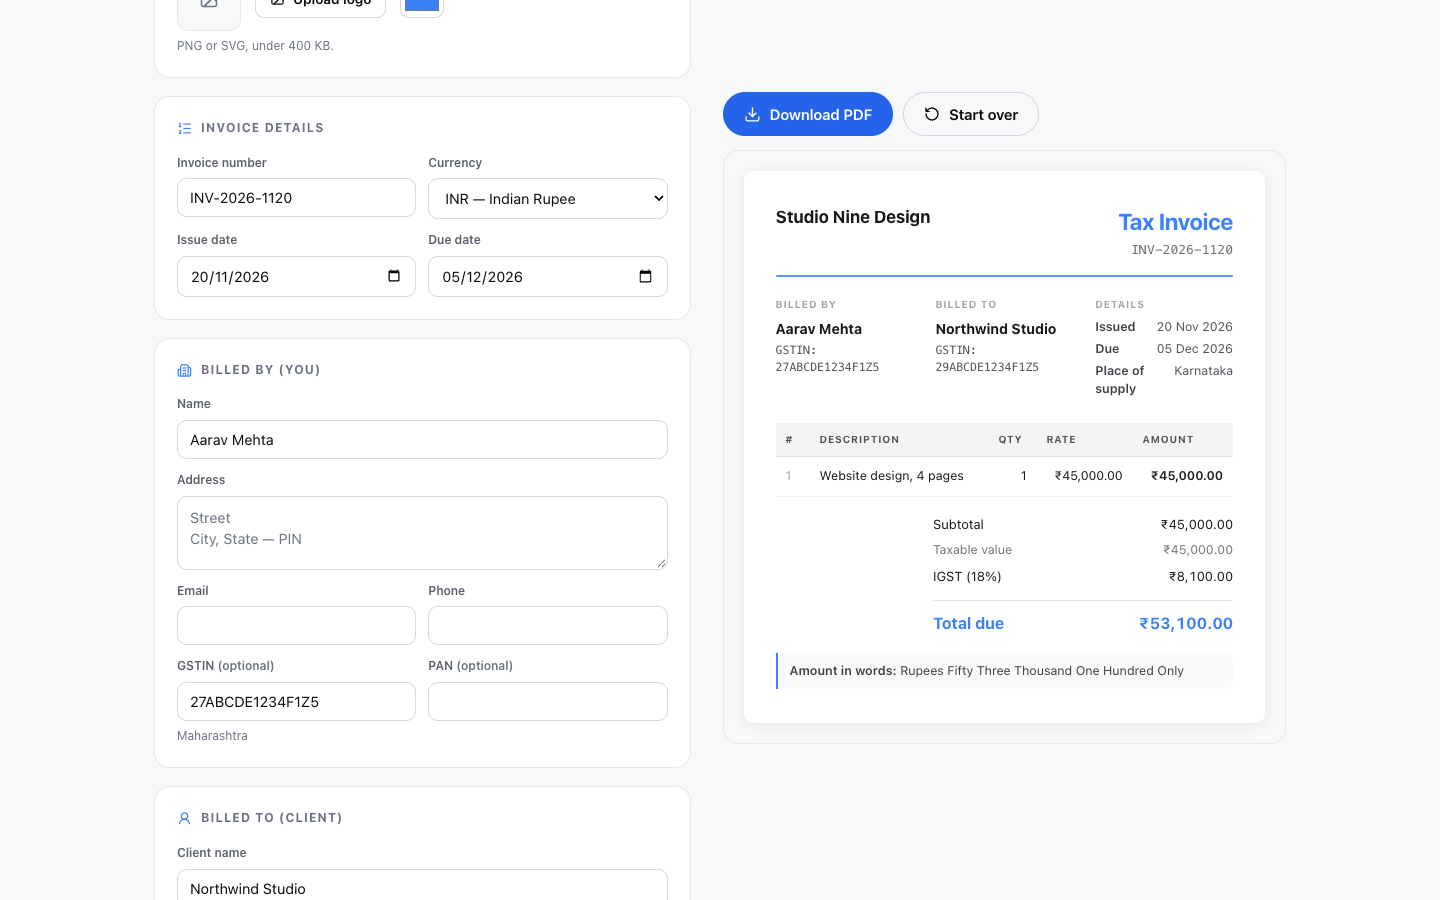 Upload logo
PNG or SVG, under 400 KB.
INVOICE DETAILS
Invoice number
Currency
INV-2026-1120
INR — Indian Rupee
Issue date
Due date
20/11/2026
05/12/2026
BILLED BY (YOU)
Name
Aarav Mehta
Address
Street
City, State — PIN
Email
Phone
GSTIN (optional)
PAN (optional)
27ABCDE1234F1Z5
Maharashtra
BILLED TO (CLIENT)
Client name
Northwind Studio
Download PDF
Start over
Studio Nine Design
Tax Invoice
INV-2026-1120
BILLED BY
Aarav Mehta
GSTIN:
27ABCDE1234F1Z5
BILLED TO
Northwind Studio
GSTIN:
29ABCDE1234F1Z5
DETAILS
Issued 20 Nov 2026
Due 05 Dec 2026
Place of supply Karnataka
# DESCRIPTION QTY RATE AMOUNT
1 Website design, 4 pages 1 ₹45,000.00 ₹45,000.00
Subtotal ₹45,000.00
Taxable value ₹45,000.00
IGST (18%) ₹8,100.00
Total due ₹53,100.00
Amount in words: Rupees Fifty Three Thousand One Hundred Only